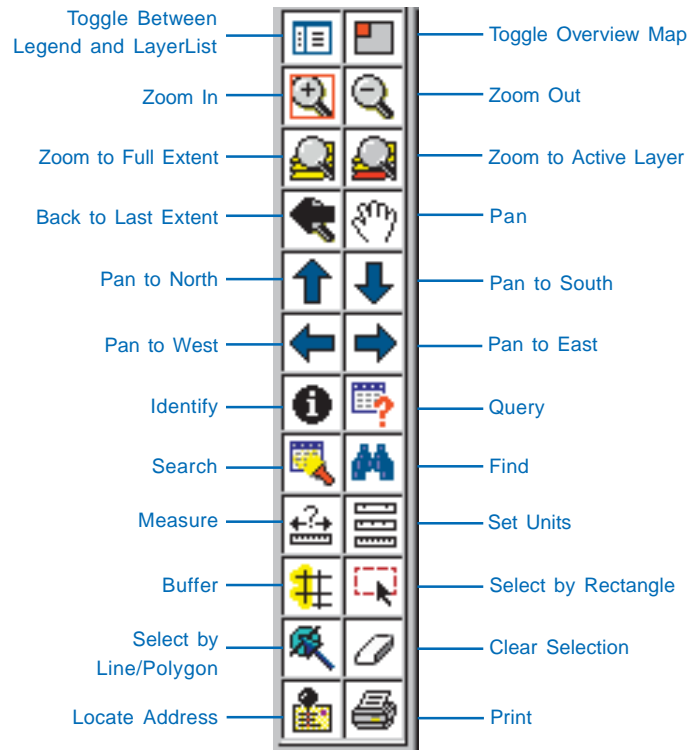 Toggle Between
Legend and LayerList
Toggle Overview Map
Zoom In
Zoom Out
Zoom to Full Extent
Zoom to Active Layer
Back to Last Extent
Pan
Pan to North
Pan to South
Pan to West
Pan to East
Identify
Query
Search
Find
Measure
Set Units
Buffer
Select by Rectangle
Select by
Line/Polygon
Clear Selection
Locate Address
Print